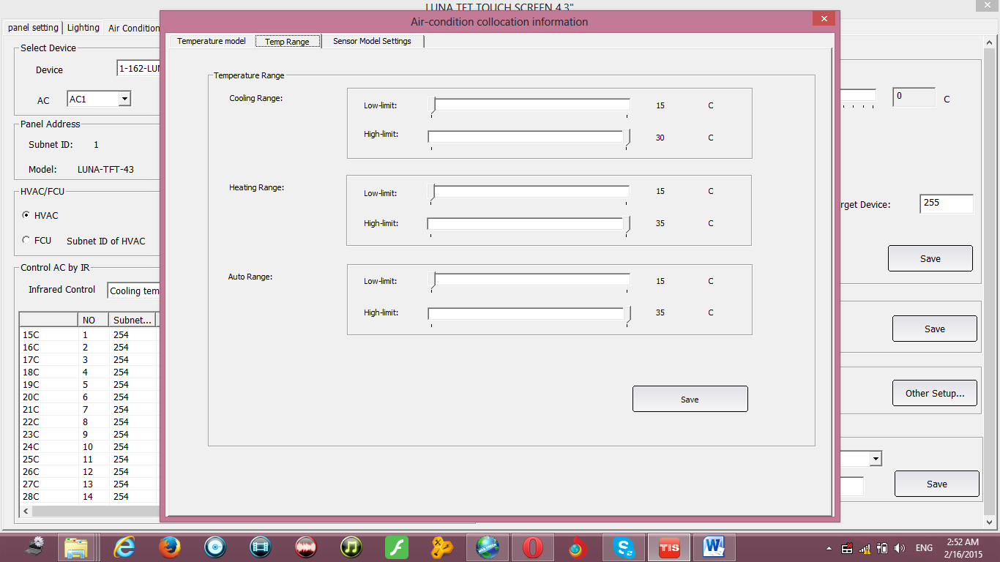 LUNA TFT TOUCH SCREEN 4.3"
Air-condition collocation information
panel setting Lighting Air Condition
Temperature model Temp Range Sensor Model Settings
Select Device
Device 1-162-LUN
AC AC1
Panel Address
Subnet ID: 1
Model: LUNA-TFT-43
HVAC/FCU
HVAC
FCU Subnet ID of HVAC
Control AC by IR
Infrared Control Cooling tem
NO Subnet...
15C 1 254
16C 2 254
17C 3 254
18C 4 254
19C 5 254
20C 6 254
21C 7 254
22C 8 254
23C 9 254
24C 10 254
25C 11 254
26C 12 254
27C 13 254
28C 14 254
Temperature Range
Cooling Range:
Low-limit: 15 C
High-limit: 30 C
Heating Range:
Low-limit: 15 C
High-limit: 35 C
Auto Range:
Low-limit: 15 C
High-limit: 35 C
Save
0 C
rget Device: 255
Save
Save
Other Setup...
Save
TIS
ENG
2:52 AM
2/16/2015